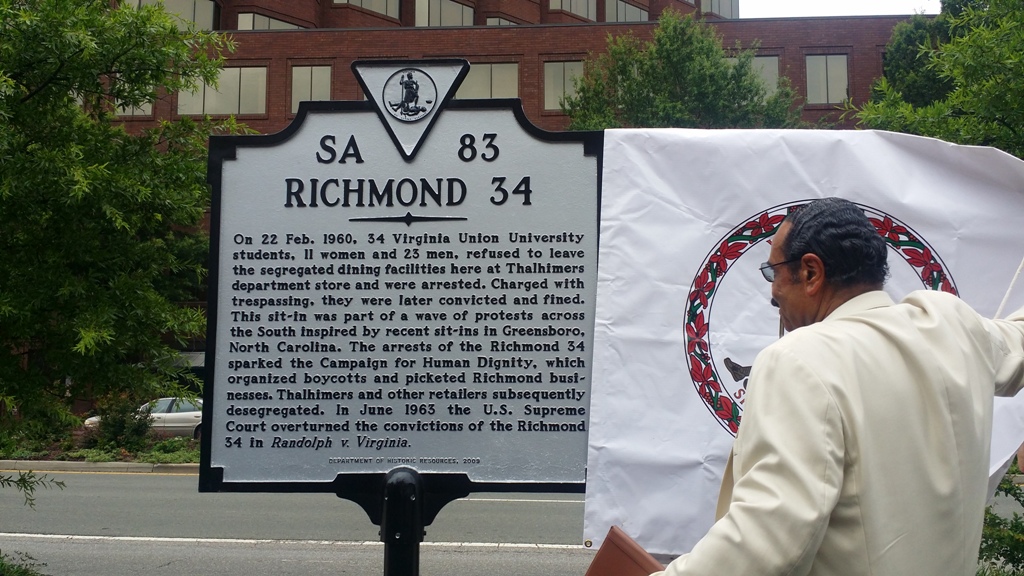 SA 83
RICHMOND 34
On 22 Feb. 1960, 34 Virginia Union University
students, 11 women and 23 men, refused to leave
the segregated dining facilities here at Thalhimers
department store and were arrested. Charged with
trespassing, they were later convicted and fined.
This sit-in was part of a wave of protests across
the South inspired by recent sit-ins in Greensboro,
North Carolina. The arrests of the Richmond 34
sparked the Campaign for Human Dignity, which
organized boycotts and picketed Richmond busi-
nesses. Thalhimers and other retailers subsequently
desegregated. In June 1963 the U.S. Supreme
Court overturned the convictions of the Richmond
34 in Randolph v. Virginia.
DEPARTMENT OF HISTORIC RESOURCES, 2009